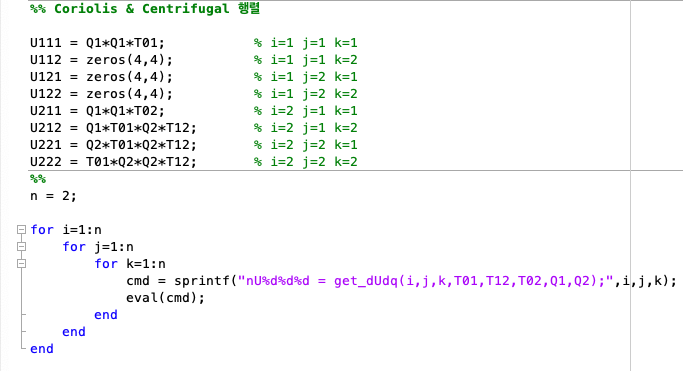 %% Coriolis & Centrifugal 행렬
U111 = Q1*Q1*T01; % i=1 j=1 k=1
U112 = zeros(4,4); % i=1 j=1 k=2
U121 = zeros(4,4); % i=1 j=2 k=1
U122 = zeros(4,4); % i=1 j=2 k=2
U211 = Q1*Q1*T02; % i=2 j=1 k=1
U212 = Q1*T01*Q2*T12; % i=2 j=1 k=2
U221 = Q2*T01*Q2*T12; % i=2 j=2 k=1
U222 = T01*Q2*Q2*T12; % i=2 j=2 k=2
%%
n = 2;
for i=1:n
for j=1:n
for k=1:n
cmd = sprintf("nU%d%d%d = get_dUdq(i,j,k,T01,T12,T02,Q1,Q2);",i,j,k);
eval(cmd);
end
end
end